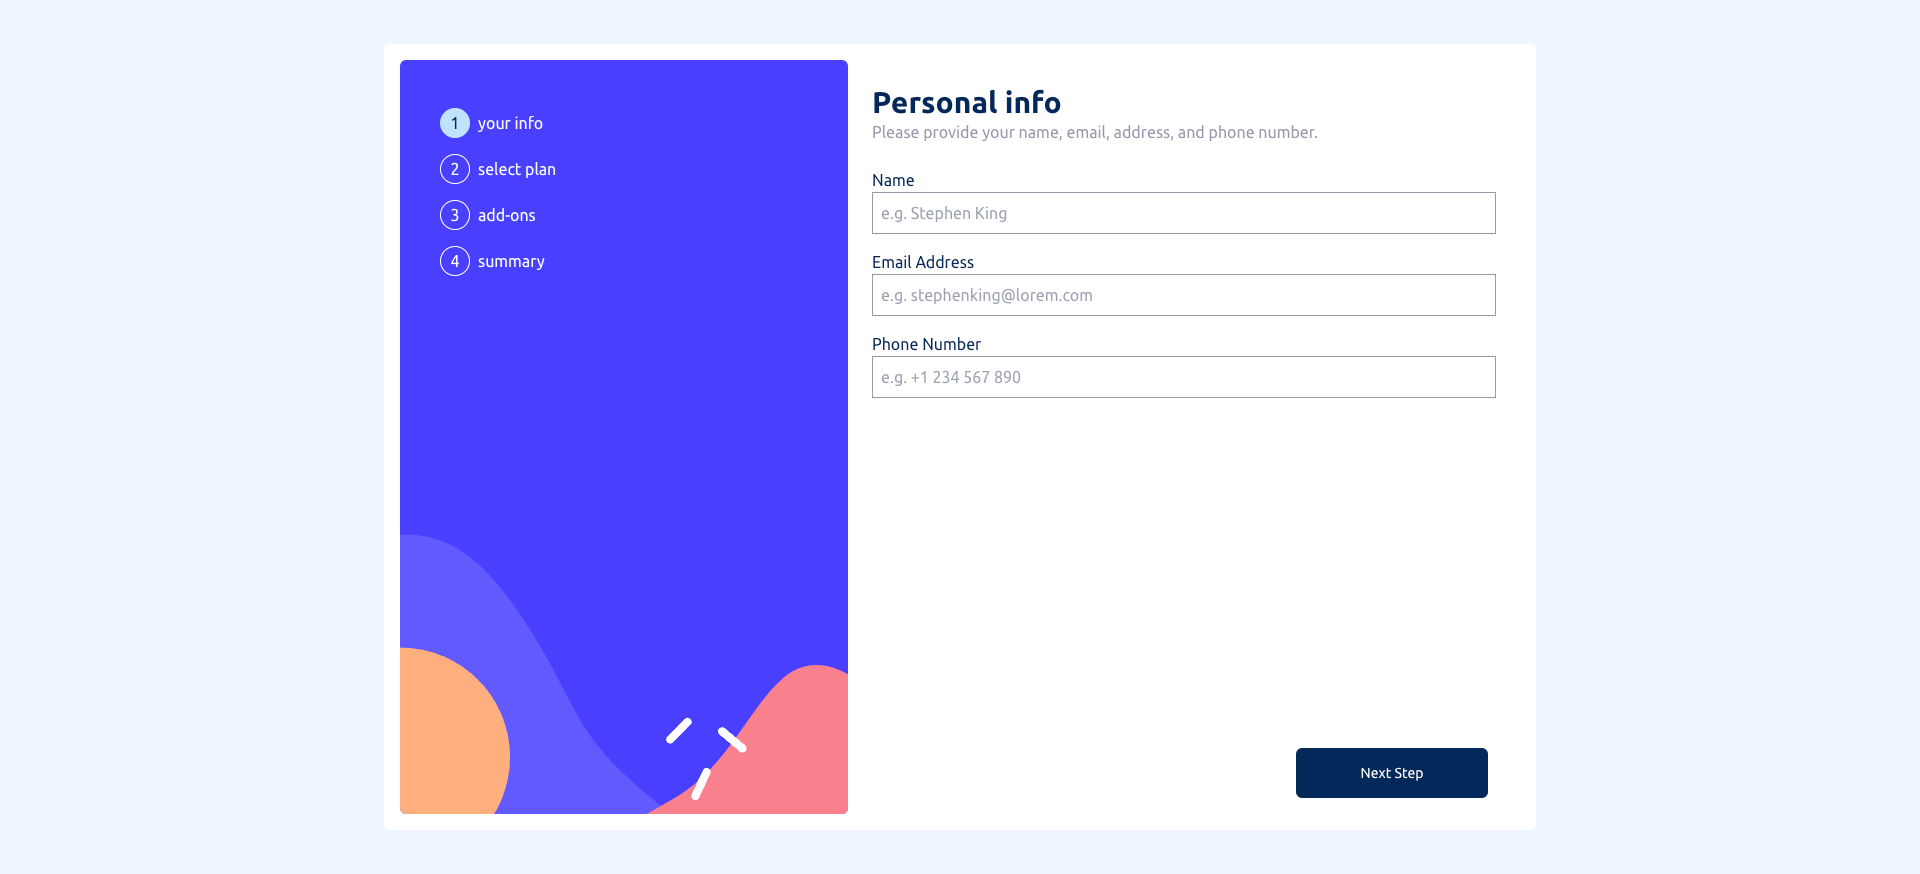 1 your info
2 select plan
3 add-ons
4 summary
Personal info
Please provide your name, email, address, and phone number.
Name
e.g. Stephen King
Email Address
e.g. stephenking@lorem.com
Phone Number
e.g. +1 234 567 890
Next Step